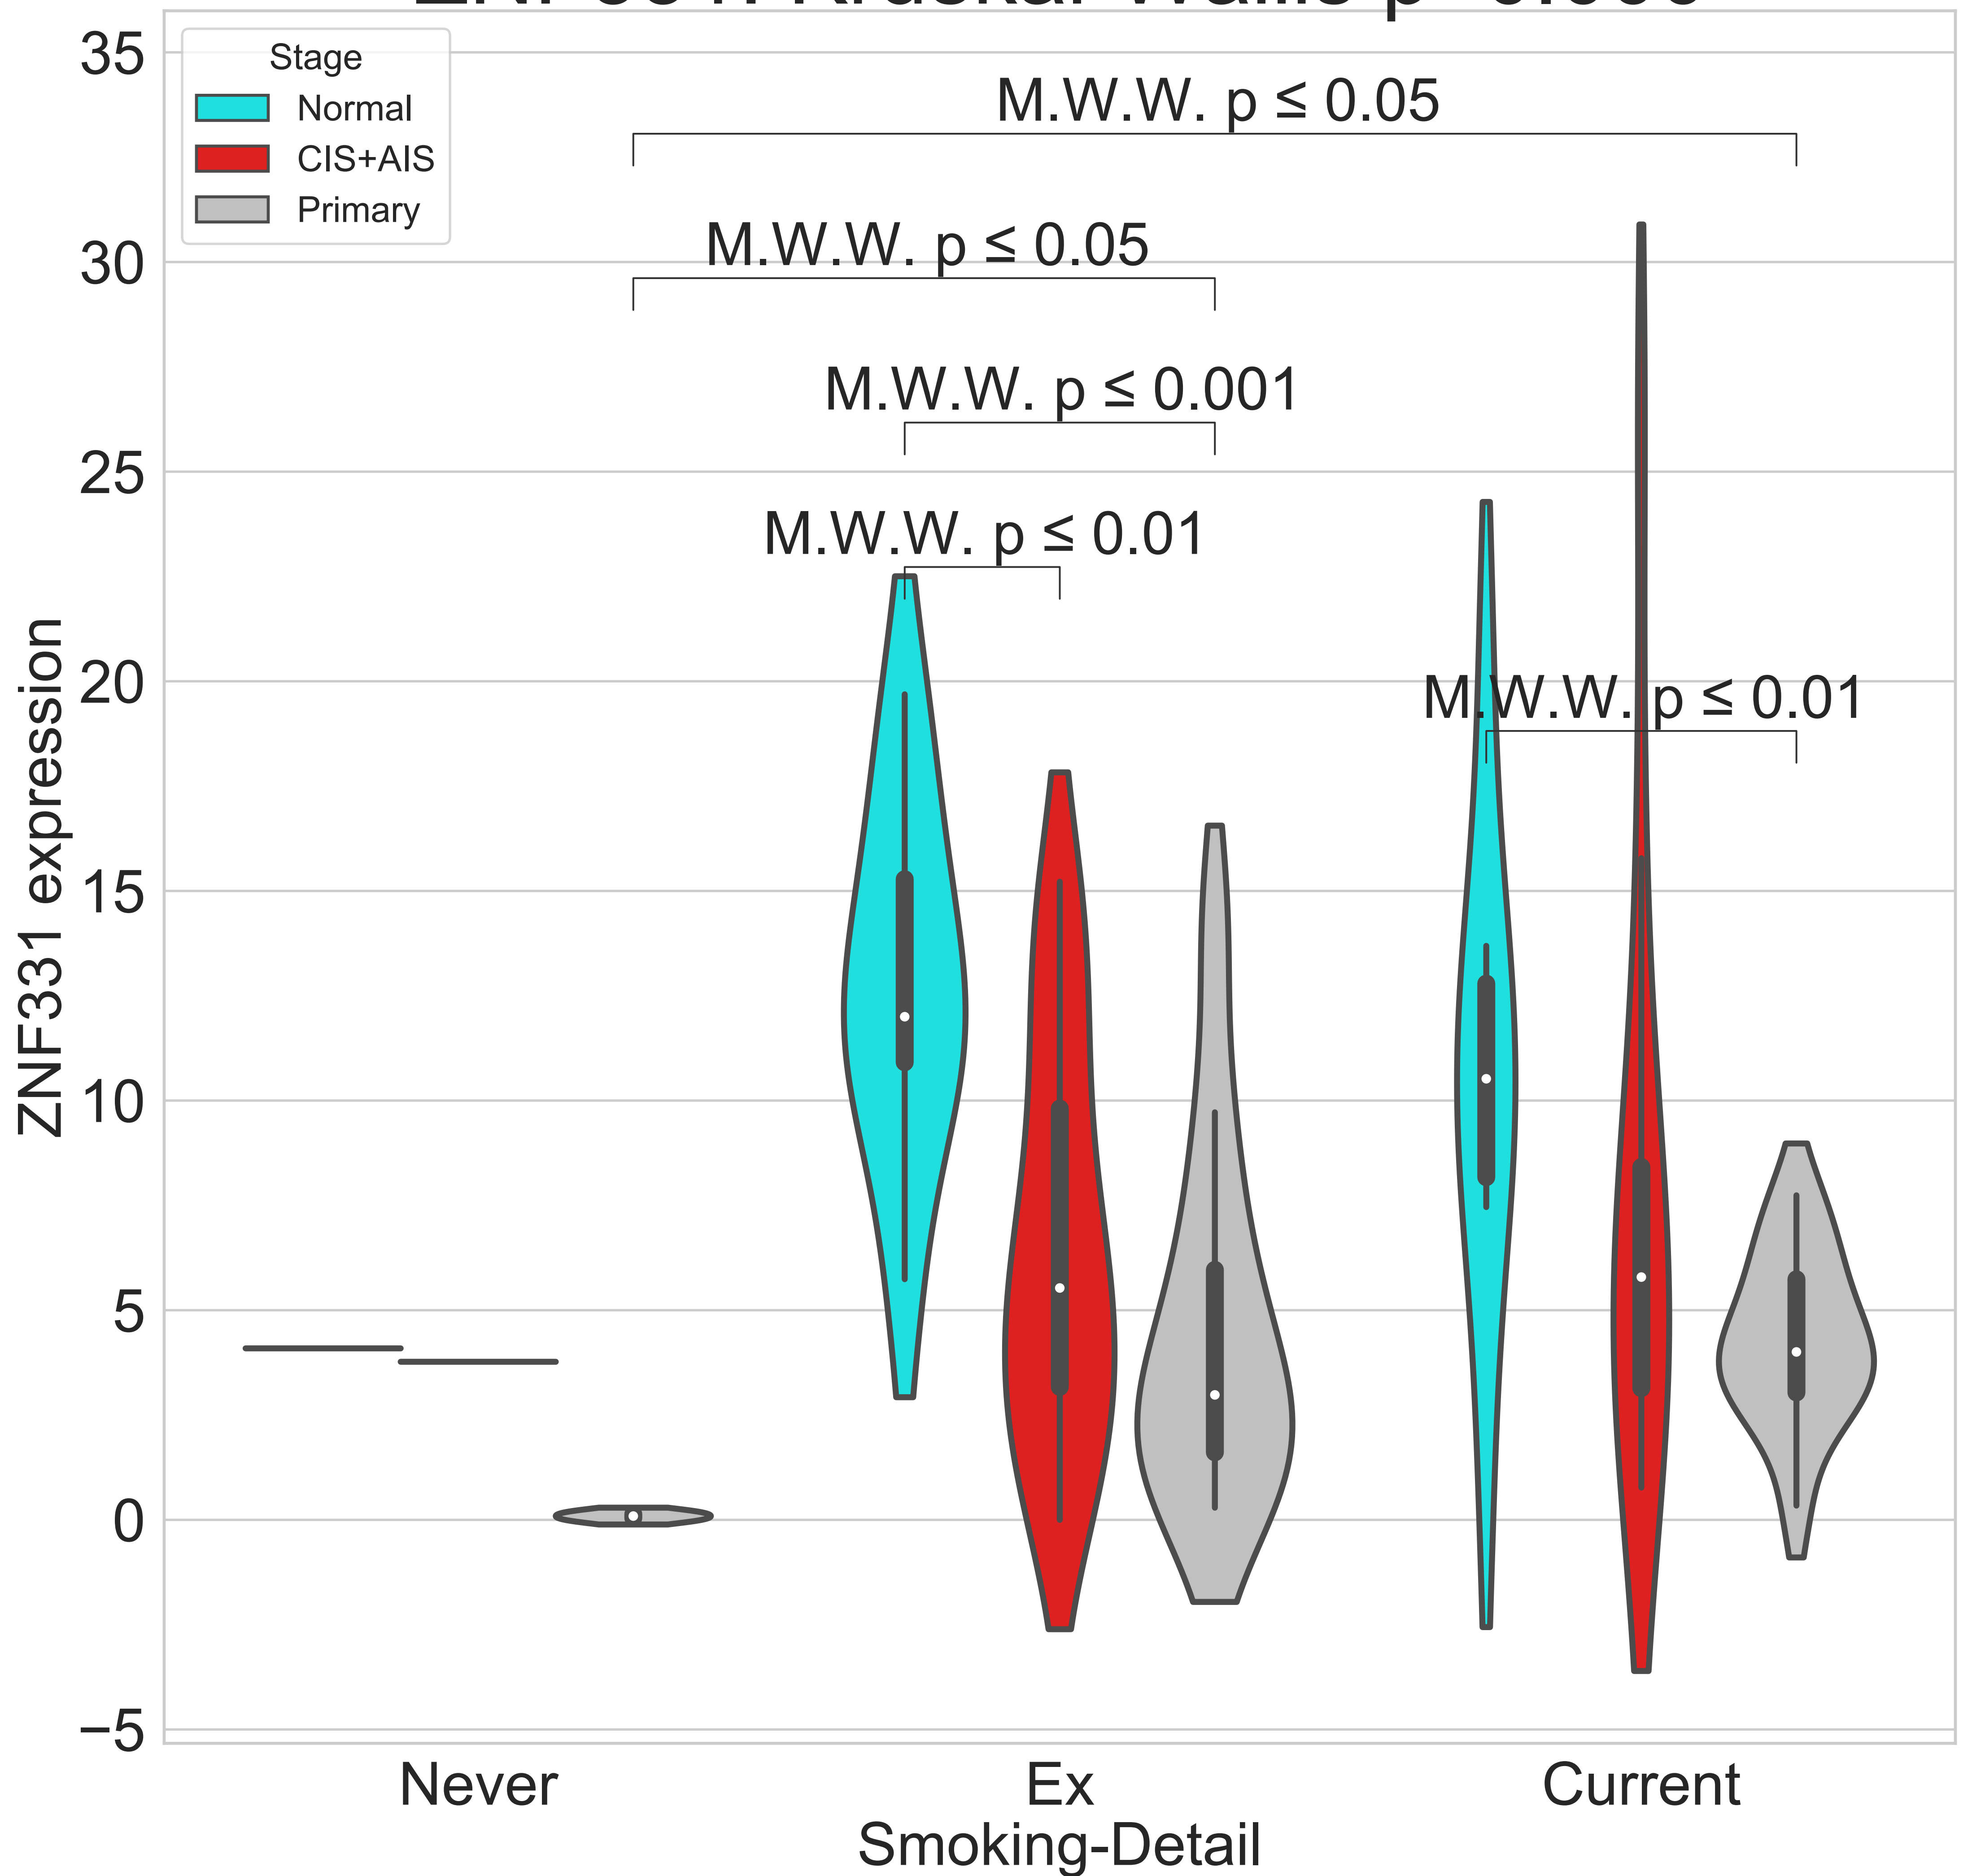 35
30
25
20
15
10
5
0
−5
ZNF331 expression
Stage
Normal
CIS+AIS
Primary
M.W.W. p ≤ 0.05
M.W.W. p ≤ 0.05
M.W.W. p ≤ 0.001
M.W.W. p ≤ 0.01
M.W.W. p ≤ 0.01
Never
Ex
Current
Smoking-Detail